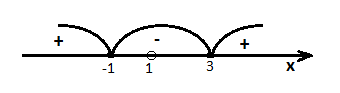 + - +
-1 1 3 x